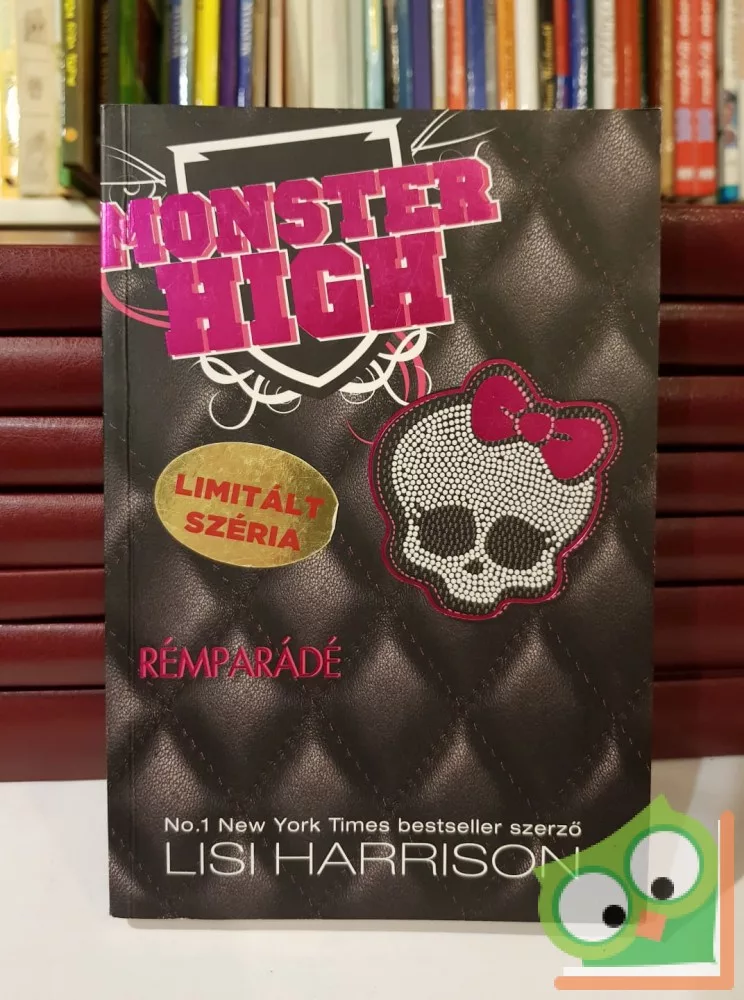 MONSTER
HIGH
LIMITÁLT
SZÉRIA
RÉMPARÁDÉ
No.1 New York Times bestseller szerző
LISI HARRISON